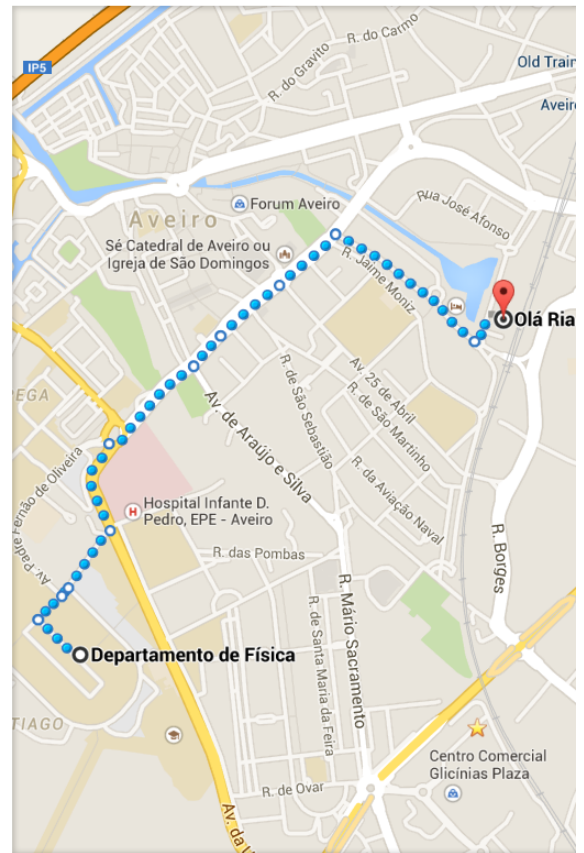 R. do Carmo
R. do Gravito
IP5
Old Train
Aveiro
Forum Aveiro
Rua José Afonso
Aveiro
Sé Catedral de Aveiro ou
Igreja de São Domingos
R. Jaime Moniz
Olá Ria
Av. 25 de Abril
R. de São Martinho
R. de São Sebastião
Av. de Araújo e Silva
R. da Aviação Naval
Av. Padre Fernão de Oliveira
Hospital Infante D.
Pedro, EPE - Aveiro
H
R. das Pombas
R. Borges
R. Mário Sacramento
R. de Santa Maria da Feira
Departamento de Física
TIAGO
Centro Comercial
Glicínias Plaza
R. de Ovar
Av. da